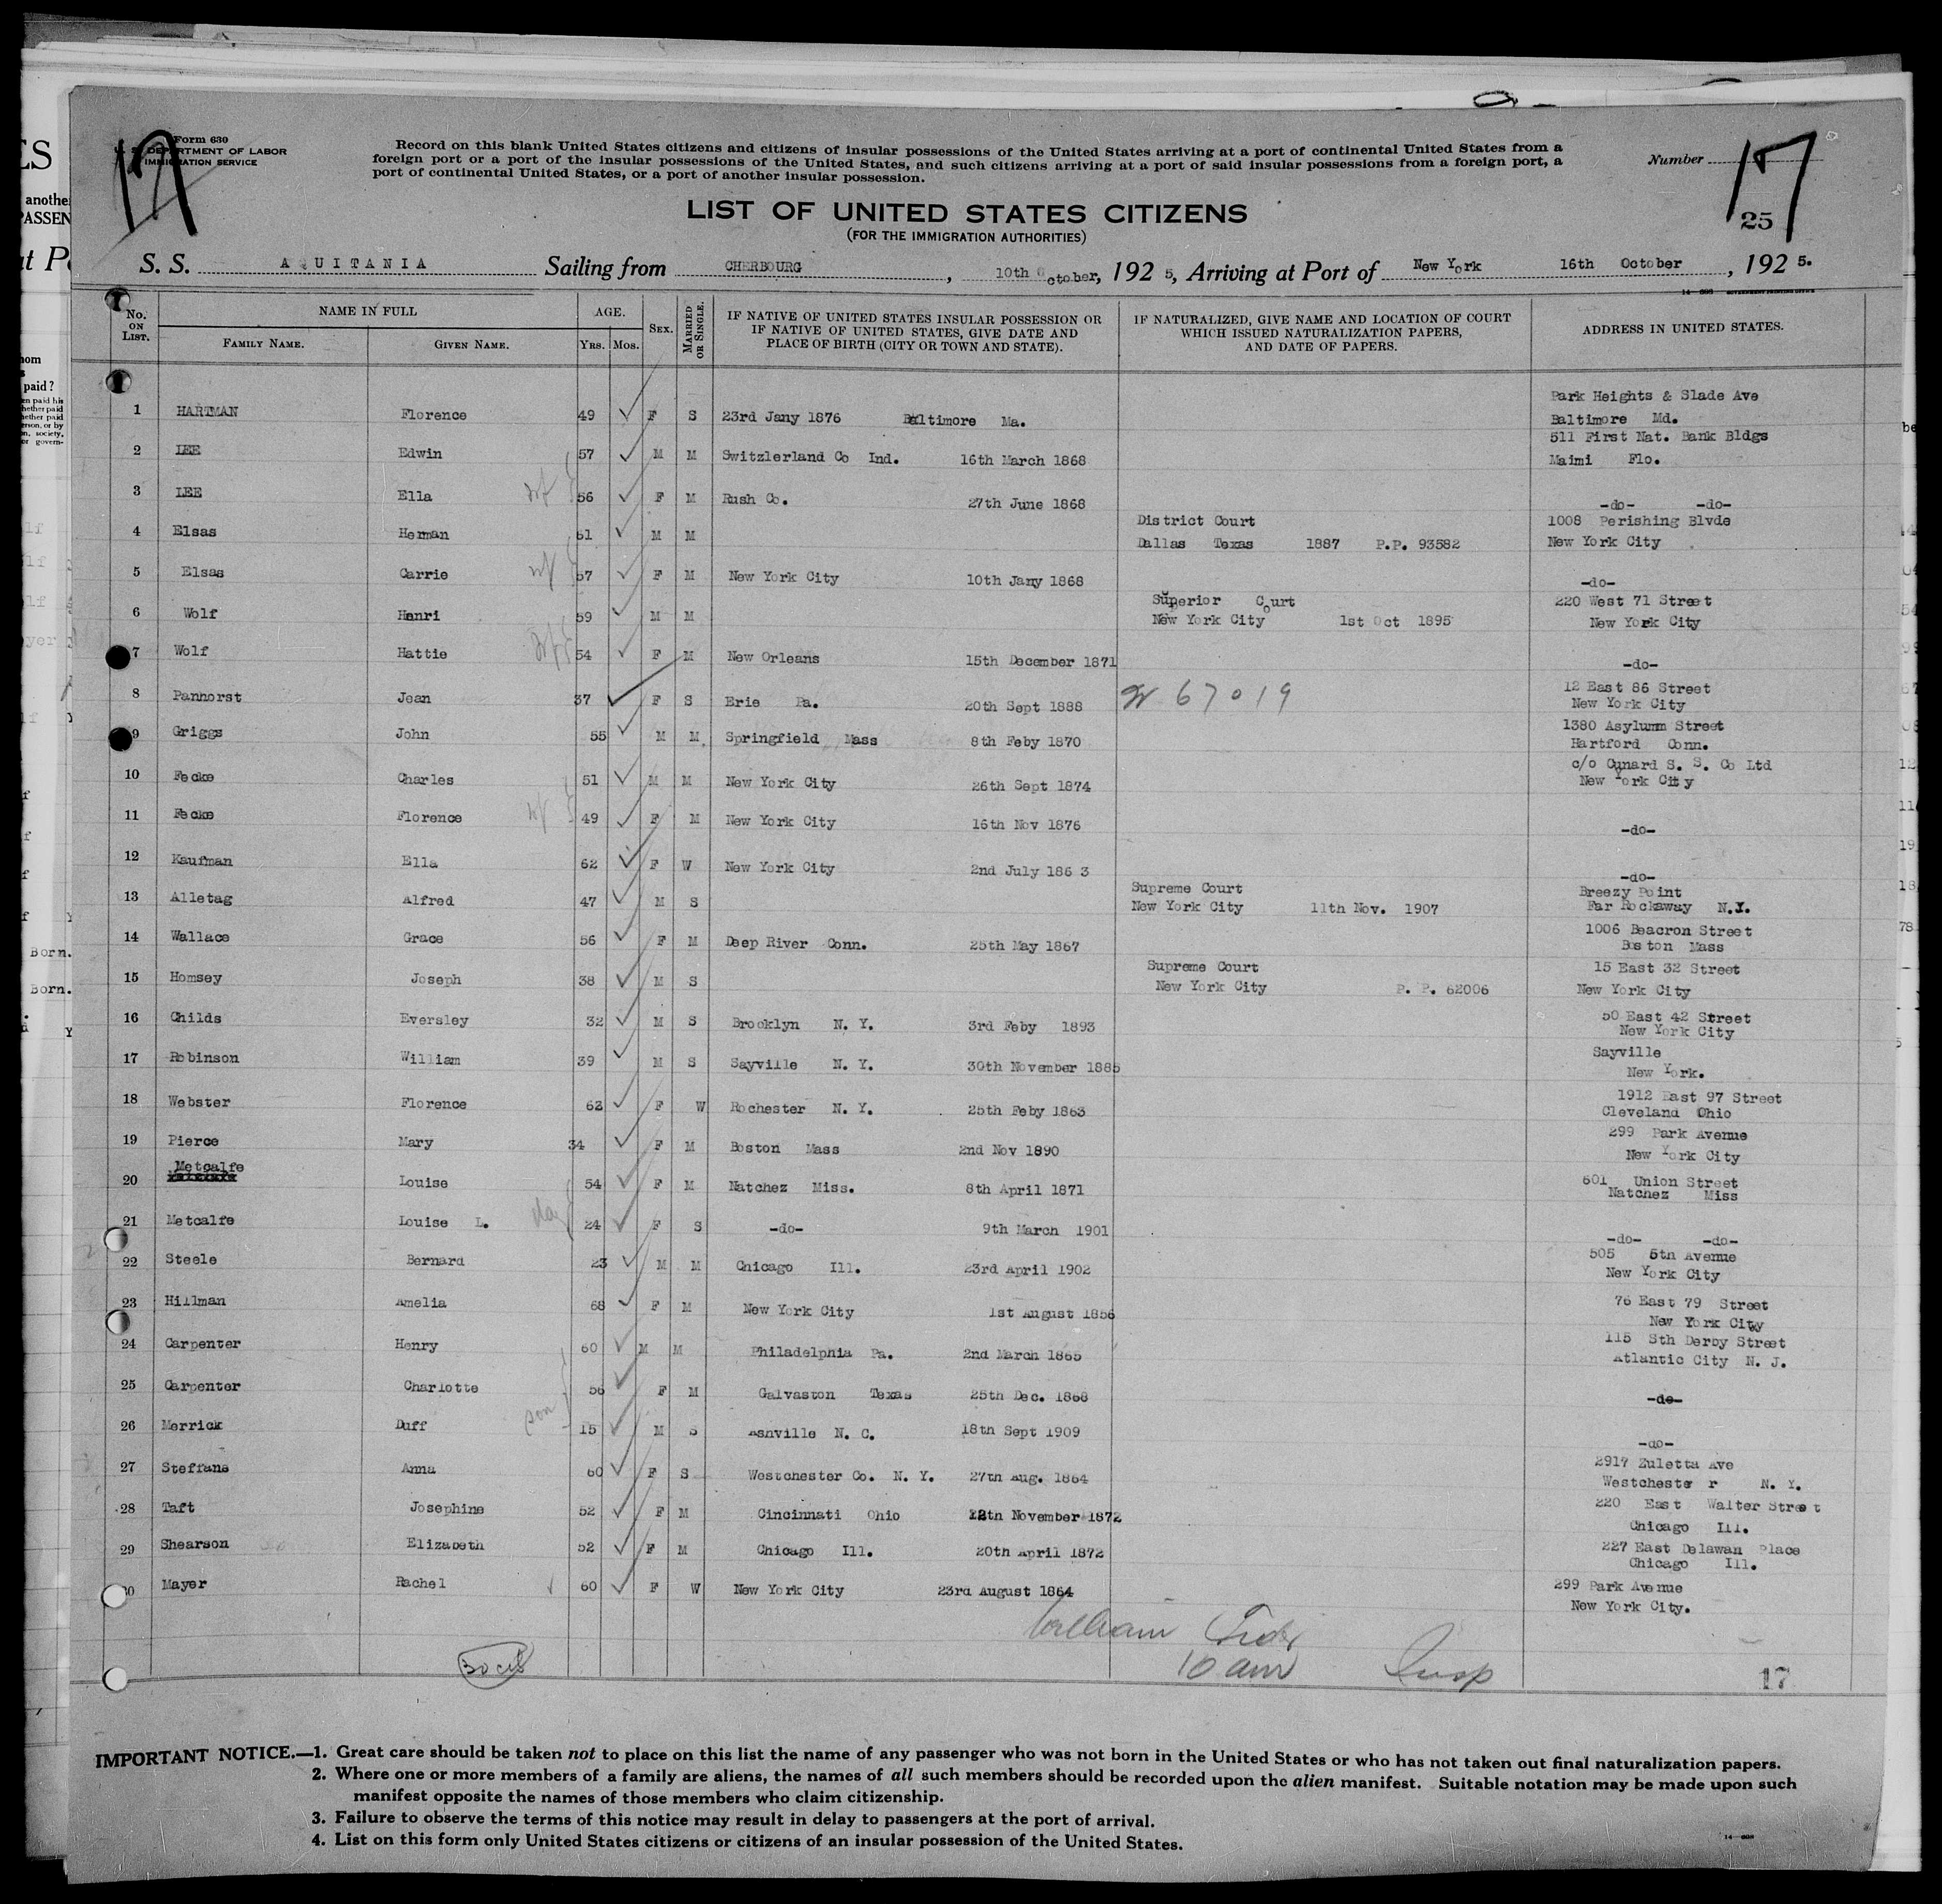 Form 630
U. S. DEPARTMENT OF LABOR
IMMIGRATION SERVICE
17
Record on this blank United States citizens and citizens of insular possessions of the United States arriving at a port of continental United States from a
foreign port or a port of the insular possessions of the United States, and such citizens arriving at a port of said insular possessions from a foreign port, a
port of continental United States, or a port of another insular possession.
Number
17
25
LIST OF UNITED STATES CITIZENS
(FOR THE IMMIGRATION AUTHORITIES)
S. S. AQUITANIA Sailing from CHERBOURG, 10th October, 1925, Arriving at Port of New York 16th October, 1925.
No. ON LIST. NAME IN FULL FAMILY NAME. GIVEN NAME. AGE. YRS. MOS. SEX. MARRIED OR SINGLE. IF NATIVE OF UNITED STATES INSULAR POSSESSION OR IF NATIVE OF UNITED STATES, GIVE DATE AND PLACE OF BIRTH (CITY OR TOWN AND STATE). IF NATURALIZED, GIVE NAME AND LOCATION OF COURT WHICH ISSUED NATURALIZATION PAPERS, AND DATE OF PAPERS. ADDRESS IN UNITED STATES.
1 HARTMAN Florence 49 F S 23rd Jany 1876 Baltimore Ma. Park Heights & Slade Ave
Baltimore Md.
2 LEE Edwin 57 M M Switzlerland Co Ind. 16th March 1868 511 First Nat. Bank Bldgs
Maimi Flo.
3 LEE Ella wf 56 F M Rush Co. 27th June 1868 -do- -do-
4 Elsas Herman 61 M M District Court
Dallas Texas 1887 P.P. 93582 1008 Perishing Blvde
New York City
5 Elsas Carrie wf 57 F M New York City 10th Jany 1868 -do-
6 Wolf Henri 59 M M Superior Court
New York City 1st Oct 1895 220 West 71 Street
New York City
7 Wolf Hattie wf 54 F M New Orleans 15th December 1871 -do-
8 Panhorst Jean 37 F S Erie Pa. 20th Sept 1888 67019 12 East 86 Street
New York City
9 Griggs John 55 M M Springfield Mass 8th Feby 1870 1380 Asylumm Street
Hartford Conn.
10 Fecke Charles 51 M M New York City 26th Sept 1874 c/o Cunard S. S. Co Ltd
New York City
11 Fecke Florence wf 49 F M New York City 16th Nov 1876 -do-
12 Kaufman Ella 62 F W New York City 2nd July 1863 -do-
13 Alletag Alfred 47 M S Supreme Court
New York City 11th Nov. 1907 Breezy Point
Far Rockaway N.Y.
14 Wallace Grace 56 F M Deep River Conn. 25th May 1867 1006 Beacron Street
Boston Mass
15 Homsey Joseph 38 M S Supreme Court
New York City P. P. 62006 15 East 32 Street
New York City
16 Childs Eversley 32 M S Brooklyn N. Y. 3rd Feby 1893 50 East 42 Street
New York City
17 Robinson William 39 M S Sayville N. Y. 30th November 1885 Sayville
New York.
18 Webster Florence 62 F W Rochester N. Y. 25th Feby 1863 1912 East 97 Street
Cleveland Ohio
19 Pierce Mary 34 F M Boston Mass 2nd Nov 1890 299 Park Avenue
New York City
20 Metcalfe Louise 54 F M Natchez Miss. 8th April 1871 601 Union Street
Natchez Miss
21 Metcalfe Louise L. dau 24 F S -do- 9th March 1901 -do- -do-
22 Steele Bernard 23 M M Chicago Ill. 23rd April 1902 505 5th Avenue
New York City
23 Hillman Amelia 68 F M New York City 1st August 1856 76 East 79 Street
New York City
24 Carpenter Henry 60 M M Philadelphia Pa. 2nd March 1865 115 Sth Derby Street
Atlantic City N. J.
25 Carpenter Charlotte 56 F M Galvaston Texas 25th Dec. 1868 -do-
26 Merrick Duff son 15 M S Ashville N. C. 18th Sept 1909 -do-
27 Steffans Anna 60 F S Westchester Co. N. Y. 27th Aug. 1864 2917 Zuletta Ave
Westchester N. Y.
28 Taft Josephine 52 F M Cincinnati Ohio November 1872 220 East Walter Street
Chicago Ill.
29 Shearson Elizabeth 52 F M Chicago Ill. 20th April 1872 227 East Delawan Place
Chicago Ill.
30 Mayer Rachel 60 F W New York City 23rd August 1864 299 Park Avenue
New York City.
William
30 cits 10 am Insp
17
IMPORTANT NOTICE.—1. Great care should be taken not to place on this list the name of any passenger who was not born in the United States or who has not taken out final naturalization papers.
2. Where one or more members of a family are aliens, the names of all such members should be recorded upon the alien manifest. Suitable notation may be made upon such
manifest opposite the names of those members who claim citizenship.
3. Failure to observe the terms of this notice may result in delay to passengers at the port of arrival.
4. List on this form only United States citizens or citizens of an insular possession of the United States.